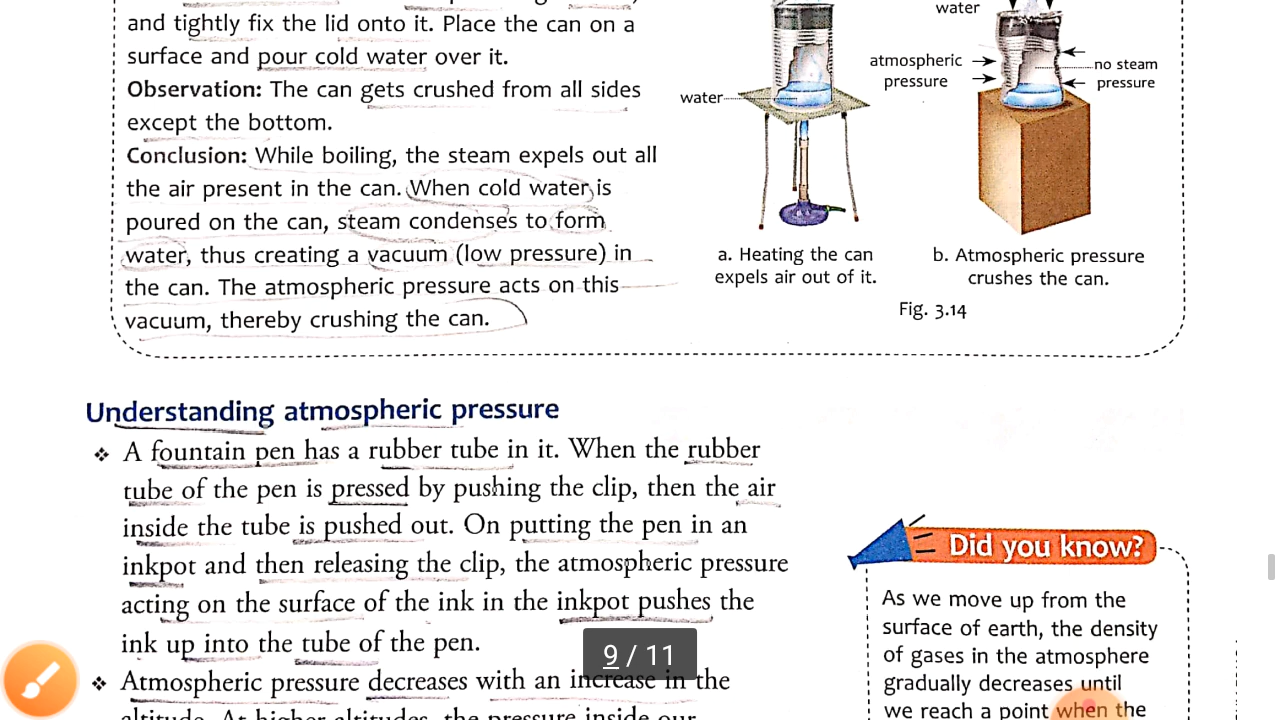 and tightly fix the lid onto it. Place the can on a
surface and pour cold water over it.
Observation: The can gets crushed from all sides
except the bottom.
Conclusion: While boiling, the steam expels out all
the air present in the can. When cold water is
poured on the can, steam condenses to form
water, thus creating a vacuum (low pressure) in
the can. The atmospheric pressure acts on this
vacuum, thereby crushing the can.
water
water
atmospheric
pressure
no steam
pressure
a. Heating the can
expels air out of it.
b. Atmospheric pressure
crushes the can.
Fig. 3.14
Understanding atmospheric pressure
❖ A fountain pen has a rubber tube in it. When the rubber
tube of the pen is pressed by pushing the clip, then the air
inside the tube is pushed out. On putting the pen in an
inkpot and then releasing the clip, the atmospheric pressure
acting on the surface of the ink in the inkpot pushes the
ink up into the tube of the pen.
❖ Atmospheric pressure decreases with an increase in the
altitude. At higher altitudes, the pressure inside our
Did you know?
As we move up from the
surface of earth, the density
of gases in the atmosphere
gradually decreases until
we reach a point when the
9 / 11